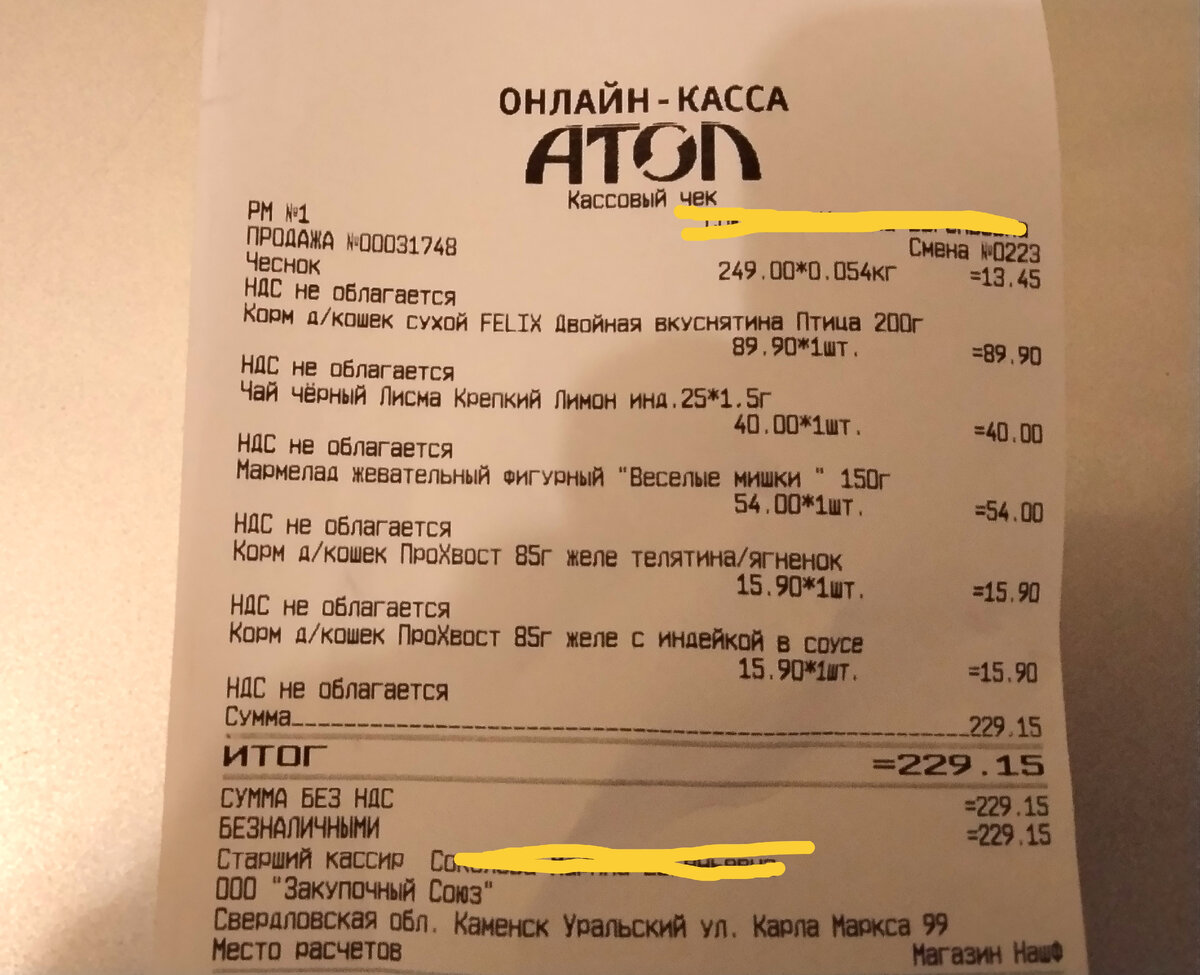 ОНЛАЙН-КАССА
АТОЛ
Кассовый чек
РМ №1
ПРОДАЖА №00031748
Смена №0223
Чеснок
249.00*0.054кг =13.45
НДС не облагается
Корм д/кошек сухой FELIX Двойная вкуснятина Птица 200г
89.90*1шт. =89.90
НДС не облагается
Чай чёрный Лисма Крепкий Лимон инд.25*1.5г
40.00*1шт. =40.00
НДС не облагается
Мармелад жевательный фигурный "Веселые мишки " 150г
54.00*1шт. =54.00
НДС не облагается
Корм д/кошек ПроХвост 85г желе телятина/ягненок
15.90*1шт. =15.90
НДС не облагается
Корм д/кошек ПроХвост 85г желе с индейкой в соусе
15.90*1шт. =15.90
НДС не облагается
Сумма 229.15
ИТОГ =229.15
СУММА БЕЗ НДС =229.15
БЕЗНАЛИЧНЫМИ =229.15
Старший кассир
ООО "Закупочный Союз"
Свердловская обл. Каменск Уральский ул. Карла Маркса 99
Место расчетов Магазин НашФ